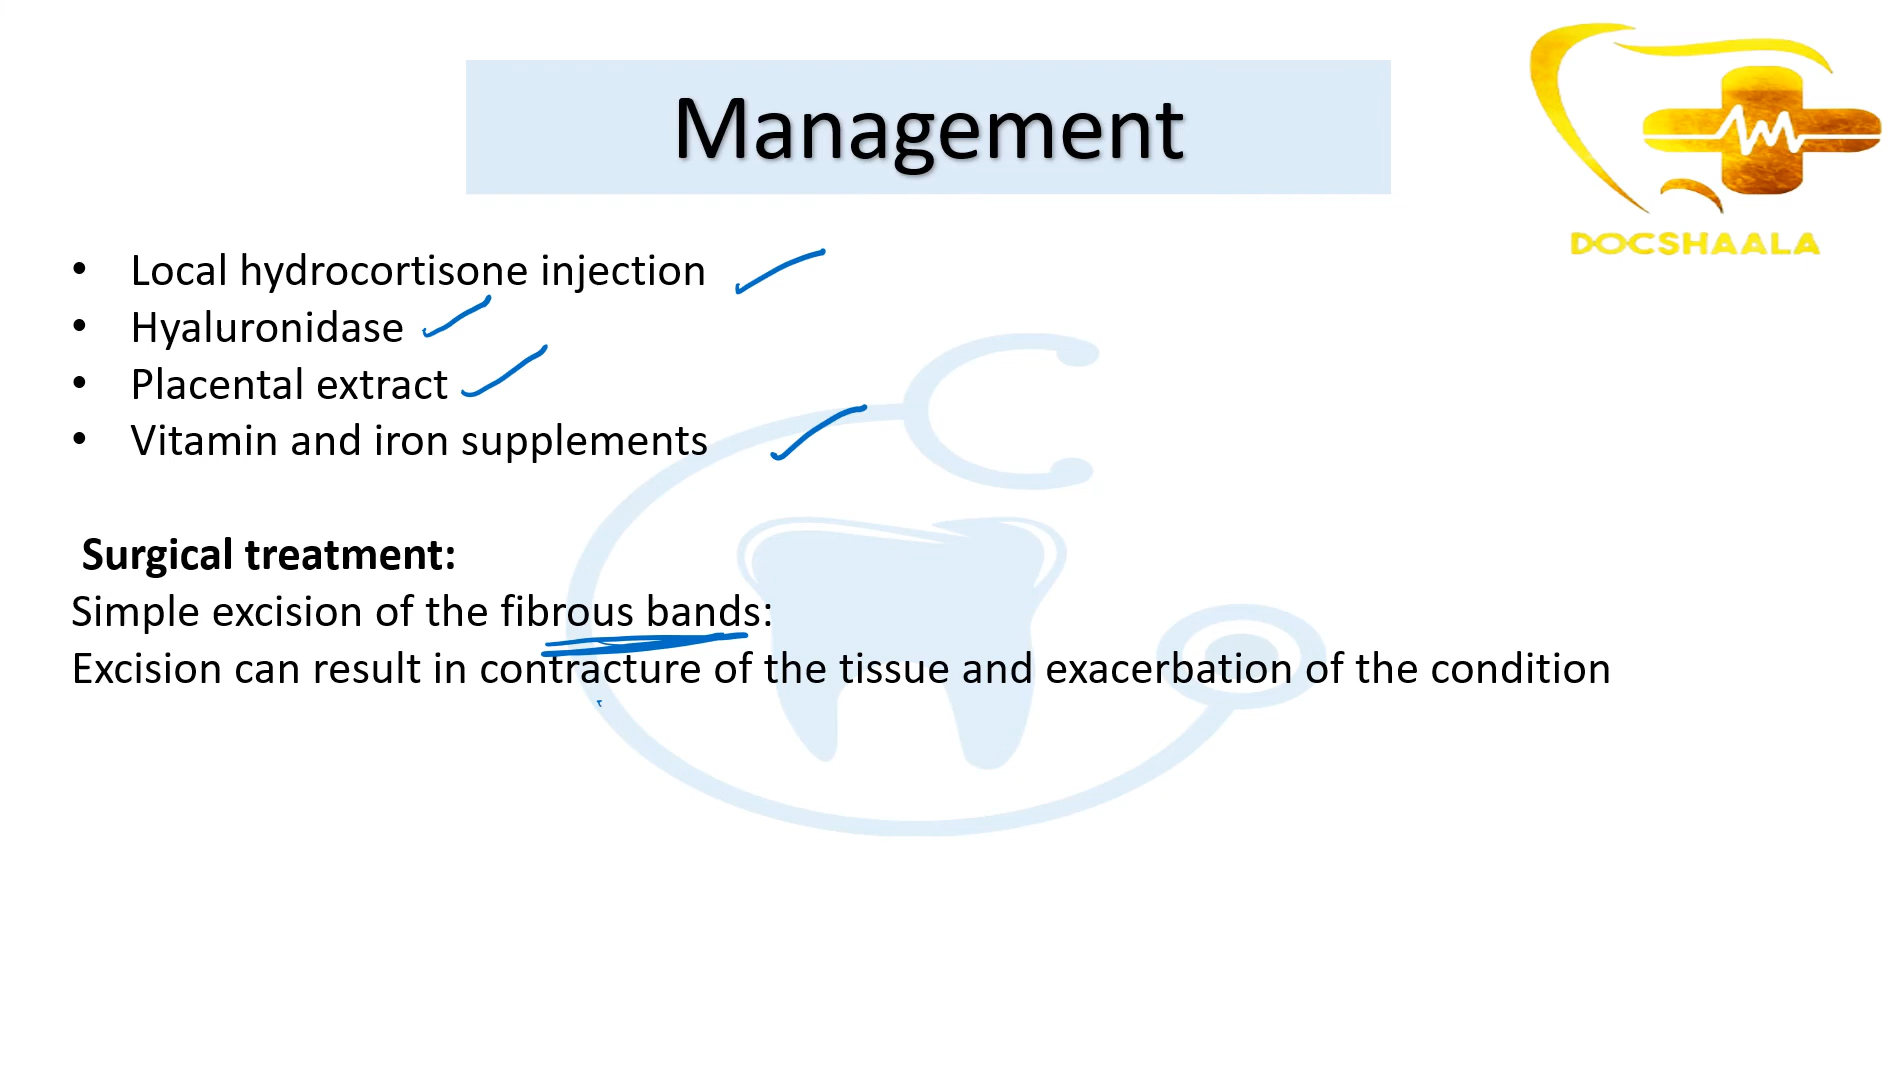 Management
DOCSHAALA
• Local hydrocortisone injection
• Hyaluronidase
• Placental extract
• Vitamin and iron supplements
Surgical treatment:
Simple excision of the fibrous bands:
Excision can result in contracture of the tissue and exacerbation of the condition